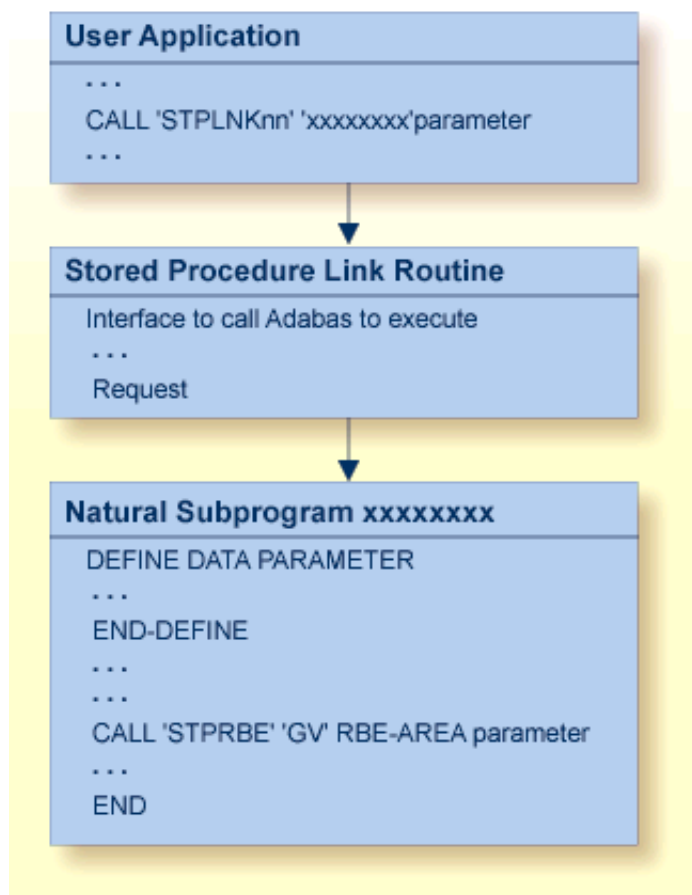 User Application
. . .
CALL 'STPLNKnn' 'xxxxxxxx'parameter
. . .
Stored Procedure Link Routine
Interface to call Adabas to execute
. . .
Request
Natural Subprogram xxxxxxxx
DEFINE DATA PARAMETER
. . .
END-DEFINE
. . .
. . .
CALL 'STPRBE' 'GV' RBE-AREA parameter
. . .
END